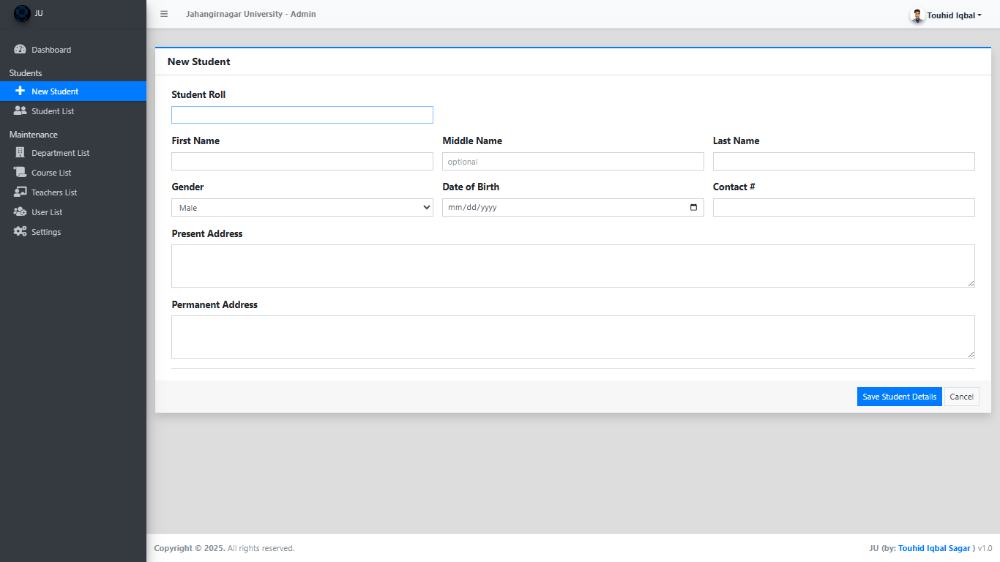 JU
Jahangirnagar University - Admin
Touhid Iqbal
Dashboard
Students
New Student
Student List
Maintenance
Department List
Course List
Teachers List
User List
Settings
New Student
Student Roll
First Name Middle Name Last Name
optional
Gender Date of Birth Contact #
Male mm/dd/yyyy
Present Address
Permanent Address
Save Student Details Cancel
Copyright © 2025. All rights reserved.
JU (by: Touhid Iqbal Sagar ) v1.0